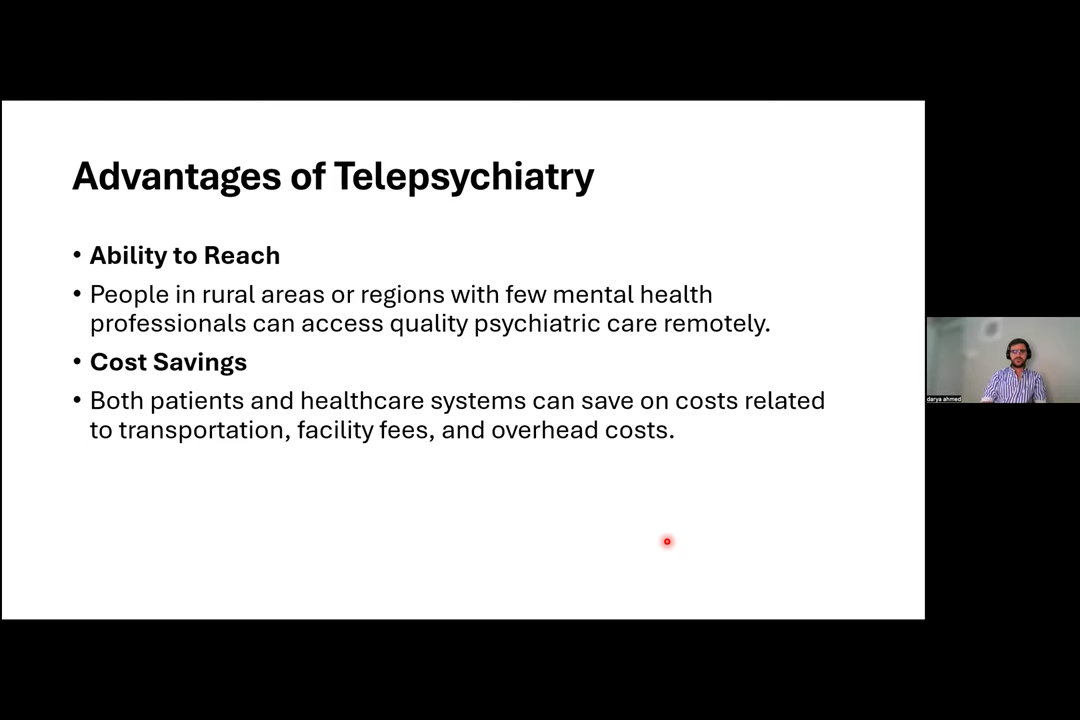 Advantages of Telepsychiatry
• Ability to Reach
• People in rural areas or regions with few mental health
professionals can access quality psychiatric care remotely.
• Cost Savings
• Both patients and healthcare systems can save on costs related
to transportation, facility fees, and overhead costs.
darya ahmed